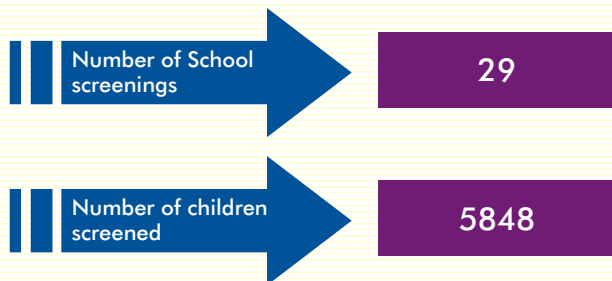 Number of School
screenings
29
Number of children
screened
5848